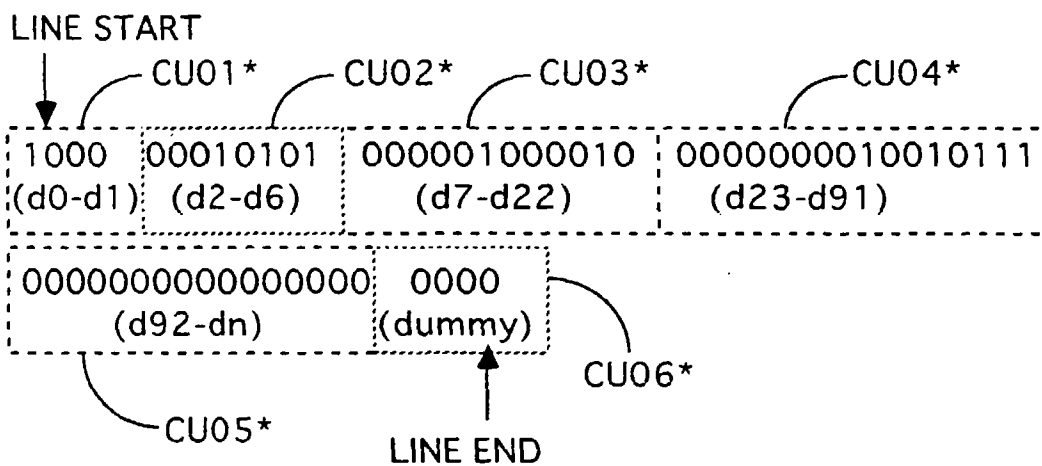 LINE START
CU01* CU02* CU03* CU04*
1000 00010101 000001000010 0000000010010111
(d0-d1) (d2-d6) (d7-d22) (d23-d91)
0000000000000000 0000
(d92-dn) (dummy)
CU06*
CU05*
LINE END